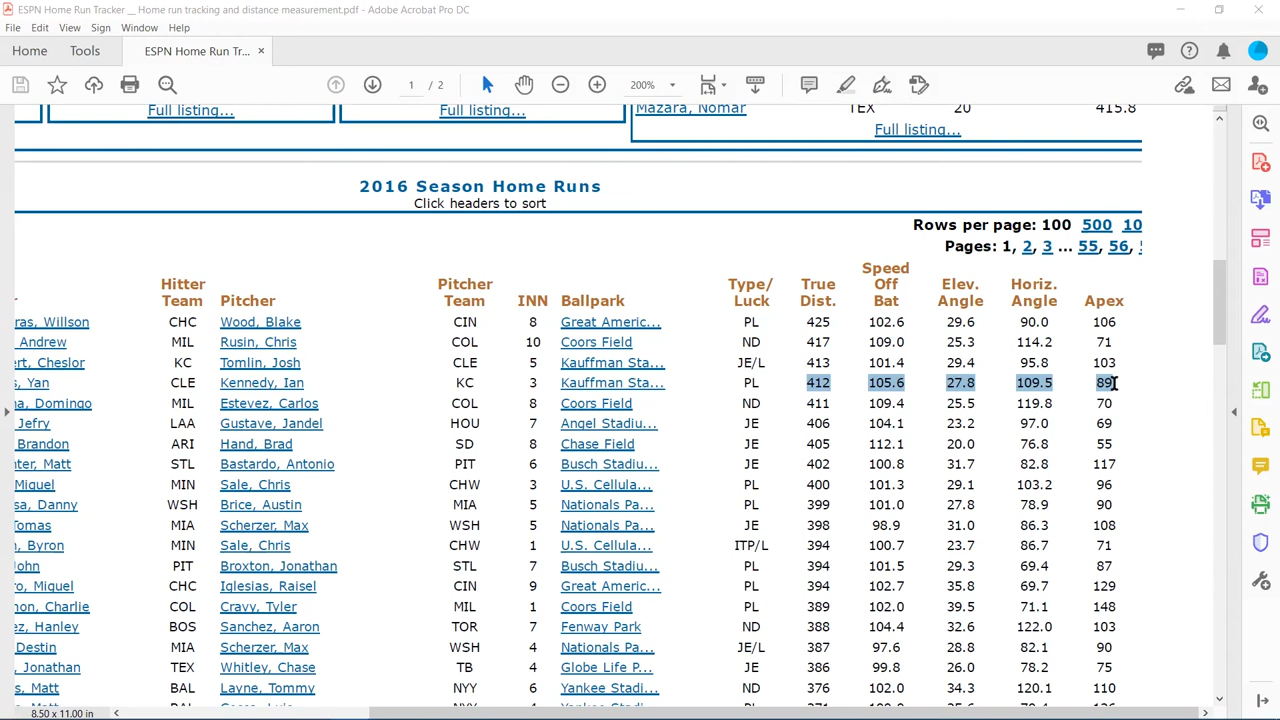 ESPN Home Run Tracker __ Home run tracking and distance measurement.pdf - Adobe Acrobat Pro DC
File Edit View Sign Window Help
Home Tools ESPN Home Run Tr... ×
1 / 2 200%
Full listing... Full listing... Mazara, Nomar TEX 20 415.8
Full listing...
2016 Season Home Runs
Click headers to sort
Rows per page: 100 500 10
Pages: 1, 2, 3 ... 55, 56,
Hitter Team Pitcher Pitcher Team INN Ballpark Type/ Luck True Dist. Speed Off Bat Elev. Angle Horiz. Angle Apex
ras, Willson CHC Wood, Blake CIN 8 Great Americ... PL 425 102.6 29.6 90.0 106
Andrew MIL Rusin, Chris COL 10 Coors Field ND 417 109.0 25.3 114.2 71
ert, Cheslor KC Tomlin, Josh CLE 5 Kauffman Sta... JE/L 413 101.4 29.4 95.8 103
s, Yan CLE Kennedy, Ian KC 3 Kauffman Sta... PL 412 105.6 27.8 109.5 89
na, Domingo MIL Estevez, Carlos COL 8 Coors Field ND 411 109.4 25.5 119.8 70
Jefry LAA Gustave, Jandel HOU 7 Angel Stadiu... JE 406 104.1 23.2 97.0 69
Brandon ARI Hand, Brad SD 8 Chase Field JE 405 112.1 20.0 76.8 55
nter, Matt STL Bastardo, Antonio PIT 6 Busch Stadiu... JE 402 100.8 31.7 82.8 117
Miguel MIN Sale, Chris CHW 3 U.S. Cellula... PL 400 101.3 29.1 103.2 96
sa, Danny WSH Brice, Austin MIA 5 Nationals Pa... PL 399 101.0 27.8 78.9 90
Tomas MIA Scherzer, Max WSH 5 Nationals Pa... JE 398 98.9 31.0 86.3 108
n, Byron MIN Sale, Chris CHW 1 U.S. Cellula... ITP/L 394 100.7 23.7 86.7 71
John PIT Broxton, Jonathan STL 7 Busch Stadiu... PL 394 101.5 29.3 69.4 87
ro, Miguel CHC Iglesias, Raisel CIN 9 Great Americ... PL 394 102.7 35.8 69.7 129
mon, Charlie COL Cravy, Tyler MIL 1 Coors Field PL 389 102.0 39.5 71.1 148
ez, Hanley BOS Sanchez, Aaron TOR 7 Fenway Park ND 388 104.4 32.6 122.0 103
Destin MIA Scherzer, Max WSH 4 Nationals Pa... JE/L 387 97.6 28.8 82.1 90
Jonathan TEX Whitley, Chase TB 4 Globe Life P... JE 386 99.8 26.0 78.2 75
s, Matt BAL Layne, Tommy NYY 6 Yankee Stadi... ND 376 102.0 34.3 120.1 110
8.50 x 11.00 in